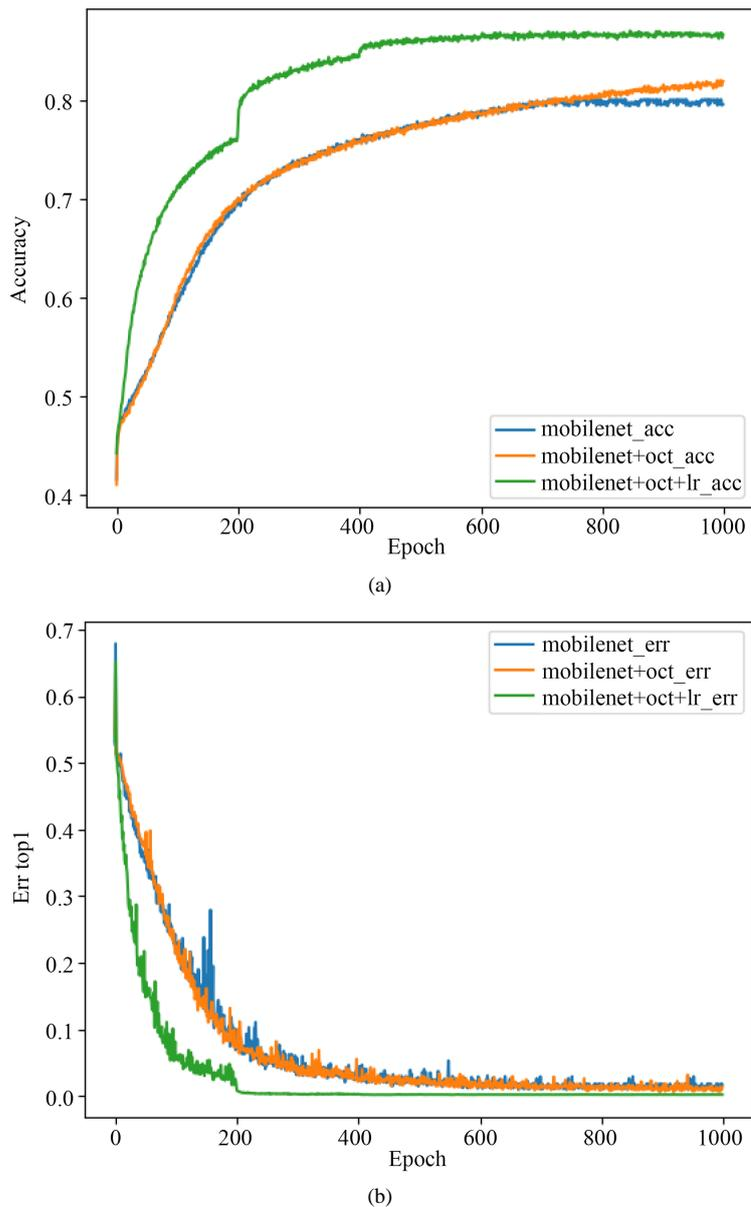 0.8
0.7
0.6
0.5
0.4
Accuracy
mobilenet_acc
mobilenet+oct_acc
mobilenet+oct+lr_acc
0 200 400 600 800 1000
Epoch
(a)
0.7
0.6
0.5
0.4
0.3
0.2
0.1
0.0
Err top1
mobilenet_err
mobilenet+oct_err
mobilenet+oct+lr_err
0 200 400 600 800 1000
Epoch
(b)